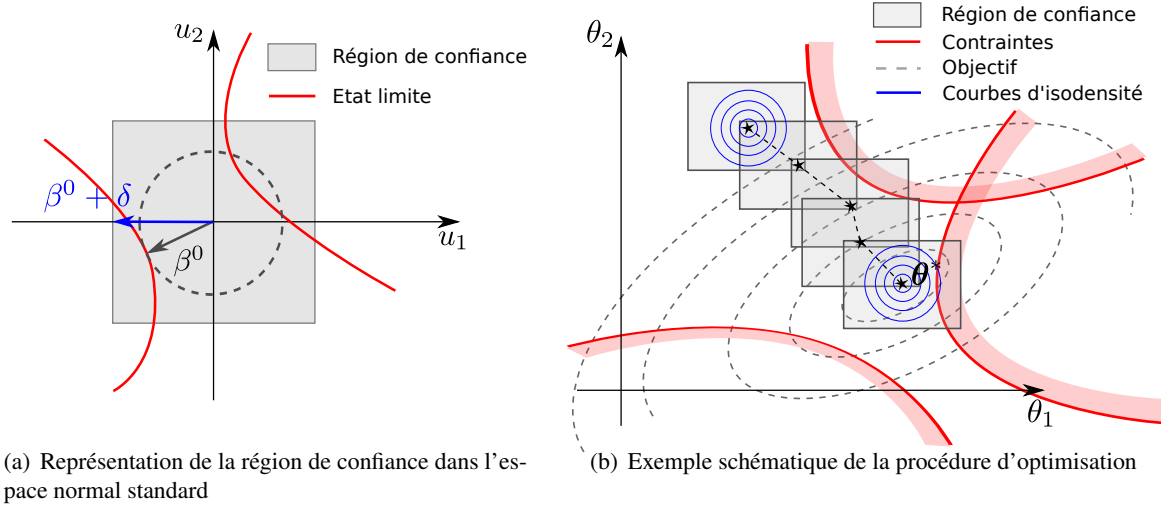 u₂
Région de confiance
Etat limite
β⁰ + δ
β⁰
u₁
(a) Représentation de la région de confiance dans l'es-
pace normal standard
θ₂
Région de confiance
Contraintes
Objectif
Courbes d'isodensité
θ*
θ₁
(b) Exemple schématique de la procédure d'optimisation